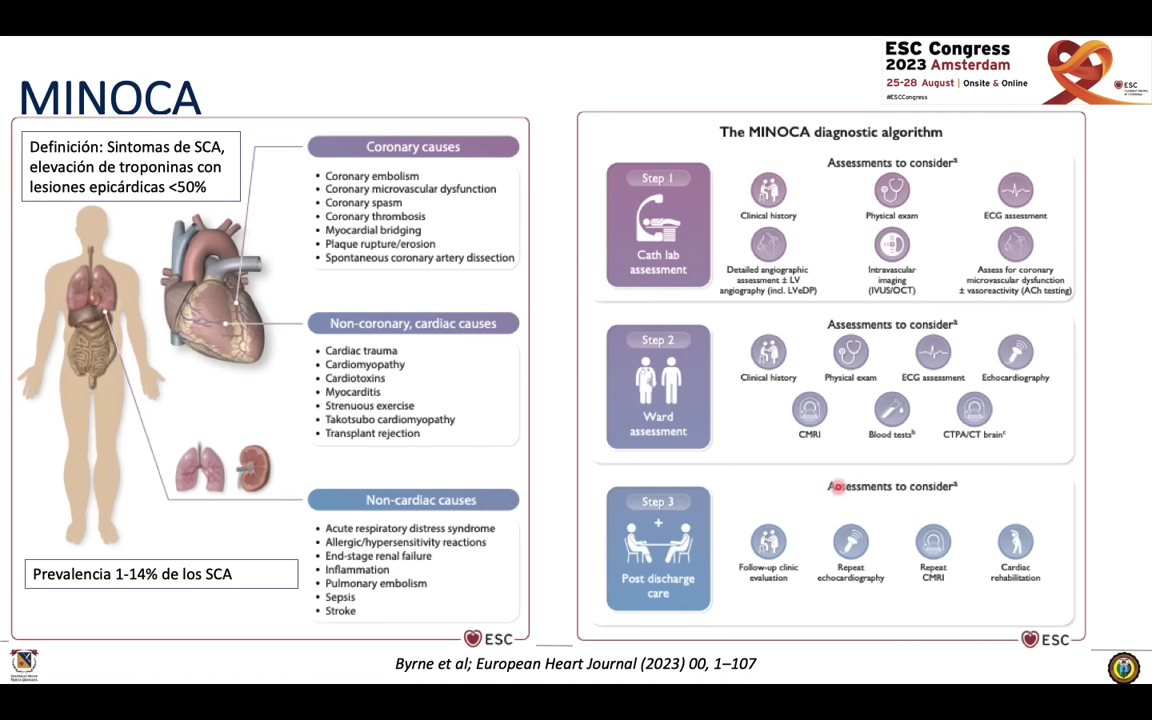 ESC Congress
2023 Amsterdam
25-28 August | Onsite & Online
#ESCCongress
ESC
MINOCA
Definición: Sintomas de SCA,
elevación de troponinas con
lesiones epicárdicas <50%
Coronary causes
• Coronary embolism
• Coronary microvascular dysfunction
• Coronary spasm
• Coronary thrombosis
• Myocardial bridging
• Plaque rupture/erosion
• Spontaneous coronary artery dissection
Non-coronary, cardiac causes
• Cardiac trauma
• Cardiomyopathy
• Cardiotoxins
• Myocarditis
• Strenuous exercise
• Takotsubo cardiomyopathy
• Transplant rejection
Non-cardiac causes
• Acute respiratory distress syndrome
• Allergic/hypersensitivity reactions
• End-stage renal failure
• Inflammation
• Pulmonary embolism
• Sepsis
• Stroke
Prevalencia 1-14% de los SCA
ESC
The MINOCA diagnostic algorithm
Step 1
Cath lab
assessment
Assessments to considerᵃ
Clinical history
Physical exam
ECG assessment
Detailed angiographic
assessment ± LV
angiography (incl. LVeDP)
Intravascular
imaging
(IVUS/OCT)
Assess for coronary
microvascular dysfunction
± vasoreactivity (ACh testing)
Step 2
Ward
assessment
Assessments to considerᵃ
Clinical history
Physical exam
ECG assessment
Echocardiography
CMRI
Blood testsᵇ
CTPA/CT brainᶜ
Step 3
Post discharge
care
Assessments to considerᵃ
Follow-up clinic
evaluation
Repeat
echocardiography
Repeat
CMRI
Cardiac
rehabilitation
ESC
Byrne et al; European Heart Journal (2023) 00, 1–107